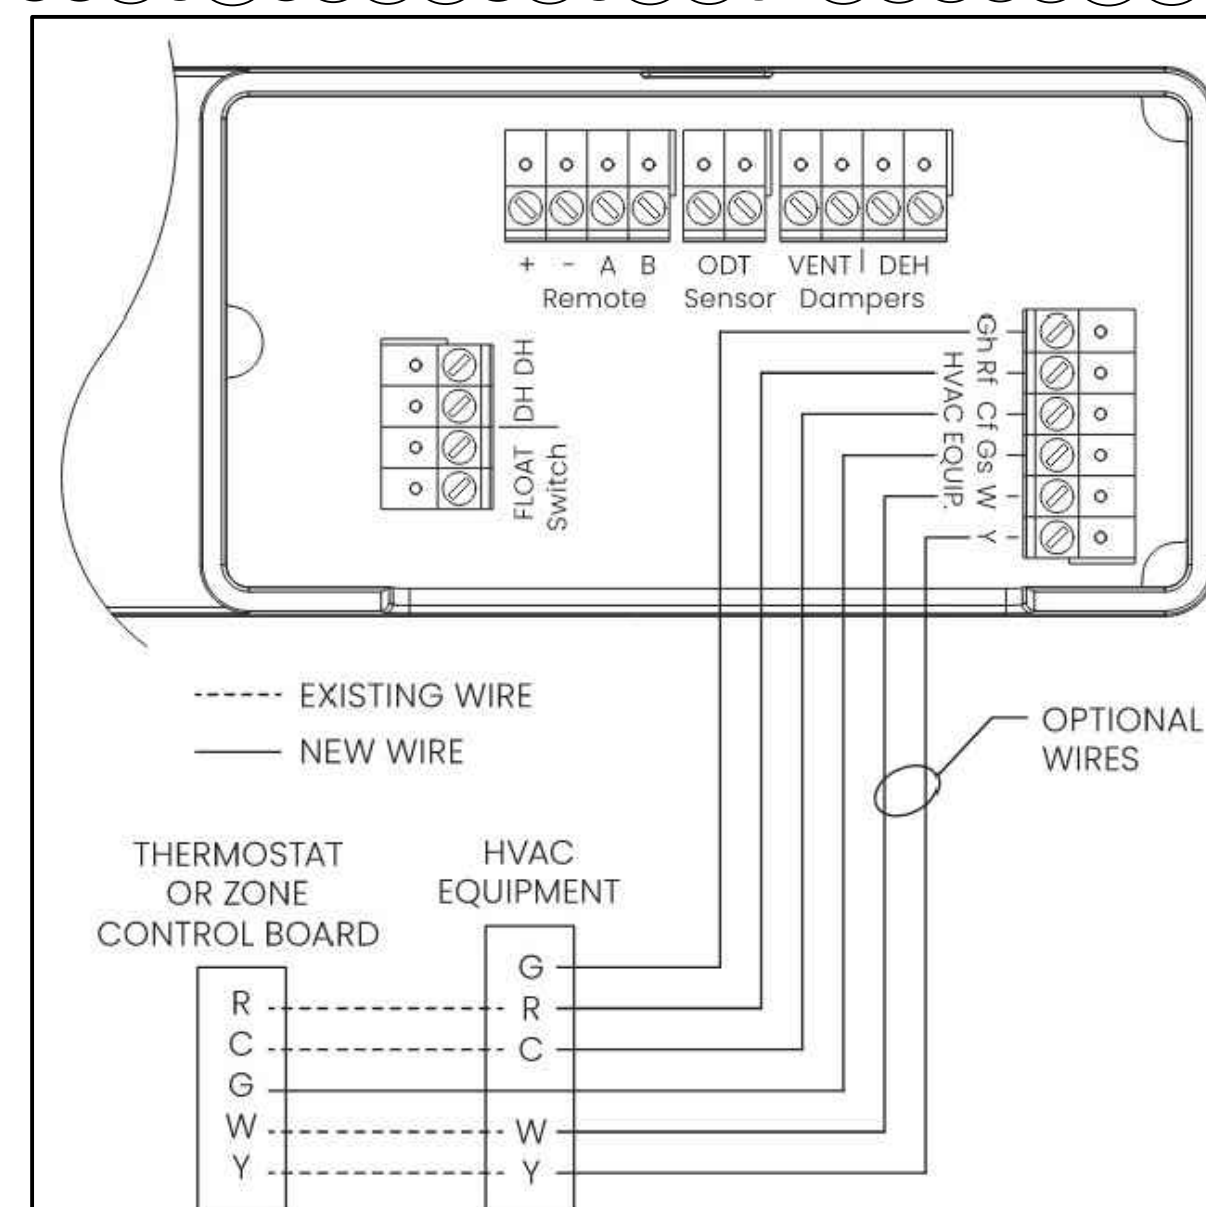 + - A B
Remote
ODT
Sensor
VENT | DEH
Dampers
DH DH
FLOAT
Switch
Gh Rf Cf Gs W Y
HVAC EQUIP.
EXISTING WIRE
NEW WIRE
OPTIONAL
WIRES
THERMOSTAT
OR ZONE
CONTROL BOARD
R
C
G
W
Y
HVAC
EQUIPMENT
G
R
C
W
Y